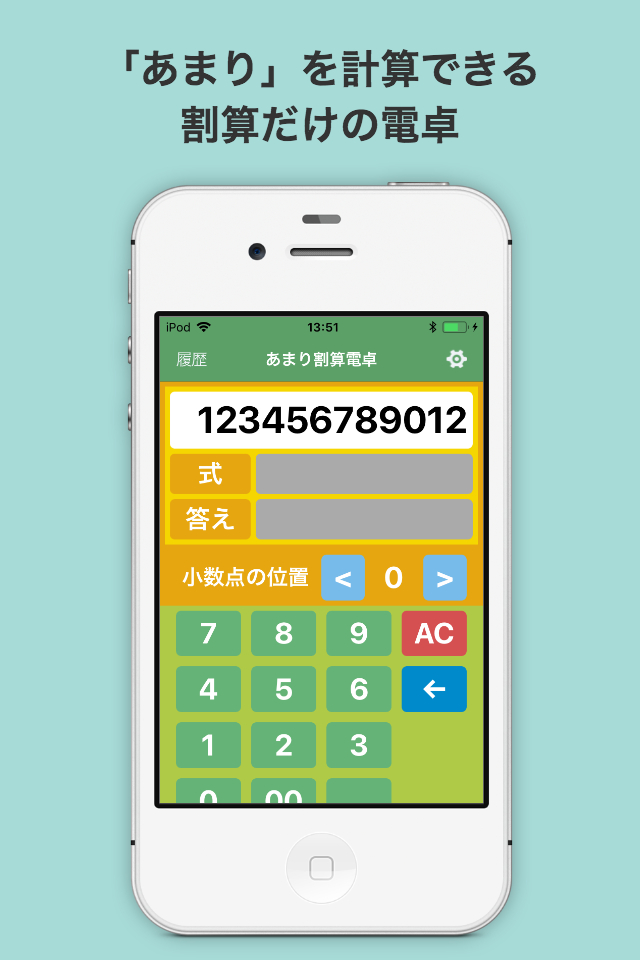 「あまり」を計算できる
割算だけの電卓
iPod 13:51
履歴 あまり割算電卓
123456789012
式
答え
小数点の位置 < 0 >
7 8 9 AC
4 5 6 ←
1 2 3
0 00